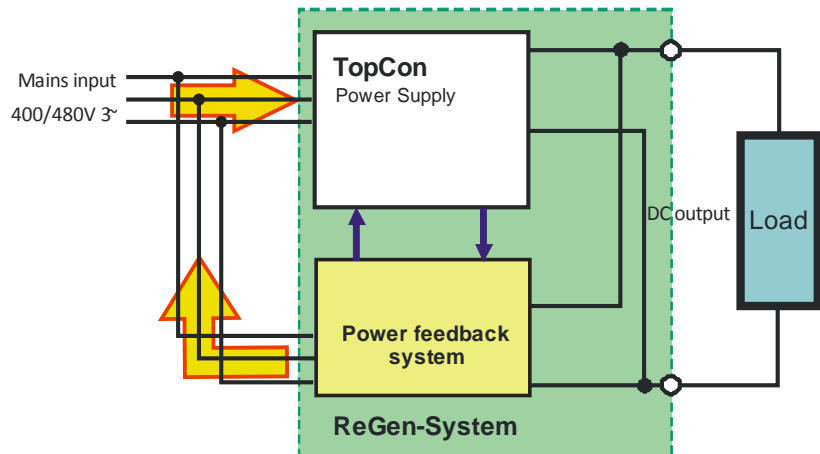 TopCon
Power Supply
Mains input
400/480V 3~
DC output
Load
Power feedback
system
ReGen-System